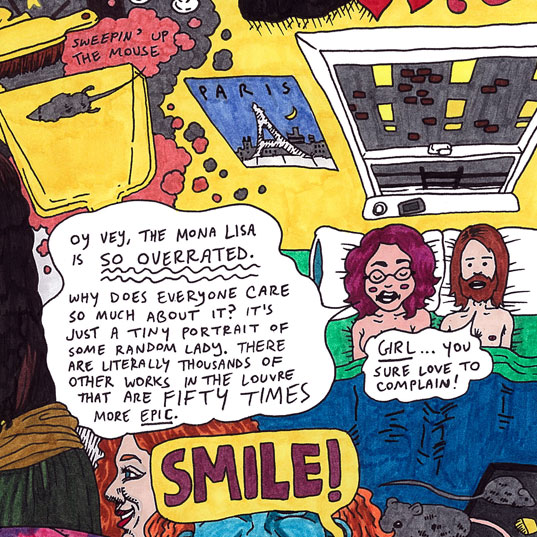 SWEEPIN' UP
THE MOUSE
PARIS
OY VEY, THE MONA LISA
IS SO OVERRATED.
WHY DOES EVERYONE CARE
SO MUCH ABOUT IT? IT'S
JUST A TINY PORTRAIT OF
SOME RANDOM LADY. THERE
ARE LITERALLY THOUSANDS OF
OTHER WORKS IN THE LOUVRE
THAT ARE FIFTY TIMES
MORE EPIC.
GIRL... YOU
SURE LOVE TO
COMPLAIN!
SMILE!